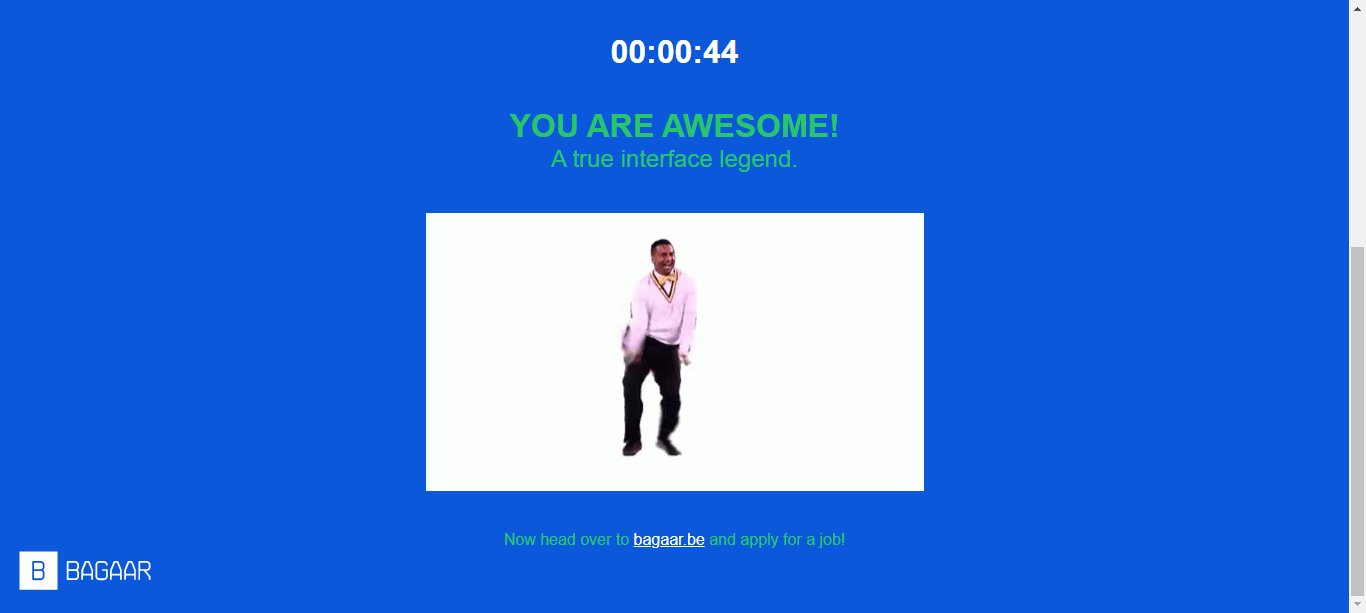 00:00:44
YOU ARE AWESOME!
A true interface legend.
Now head over to bagaar.be and apply for a job!
B BAGAAR